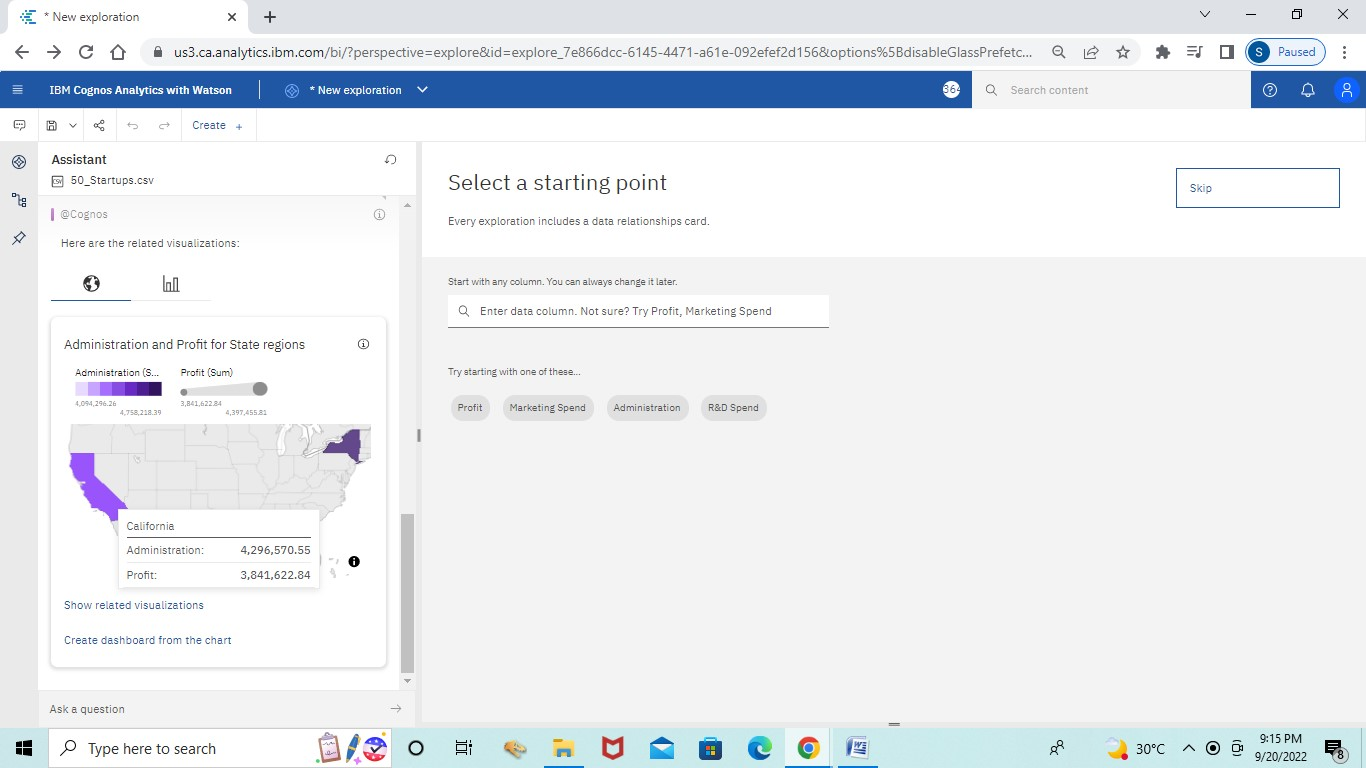 * New exploration
us3.ca.analytics.ibm.com/bi/?perspective=explore&id=explore_7e866dcc-6145-4471-a61e-092efef2d156&options%5BdisableGlassPrefetc...
S Paused
IBM Cognos Analytics with Watson
* New exploration
364
Search content
Create +
Assistant
CSV 50_Startups.csv
@Cognos
Here are the related visualizations:
Administration and Profit for State regions
Administration (S... Profit (Sum)
4,094,296.26 3,841,622.84
4,758,218.39 4,397,455.81
California
Administration: 4,296,570.55
Profit: 3,841,622.84
Show related visualizations
Create dashboard from the chart
Ask a question
Select a starting point
Skip
Every exploration includes a data relationships card.
Start with any column. You can always change it later.
Enter data column. Not sure? Try Profit, Marketing Spend
Try starting with one of these...
Profit Marketing Spend Administration R&D Spend
Type here to search
30°C
9:15 PM
9/20/2022
8